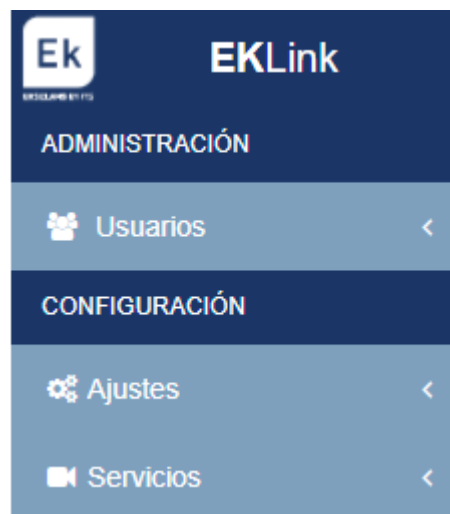 Ek
EKLink
ADMINISTRACIÓN
Usuarios
CONFIGURACIÓN
Ajustes
Servicios